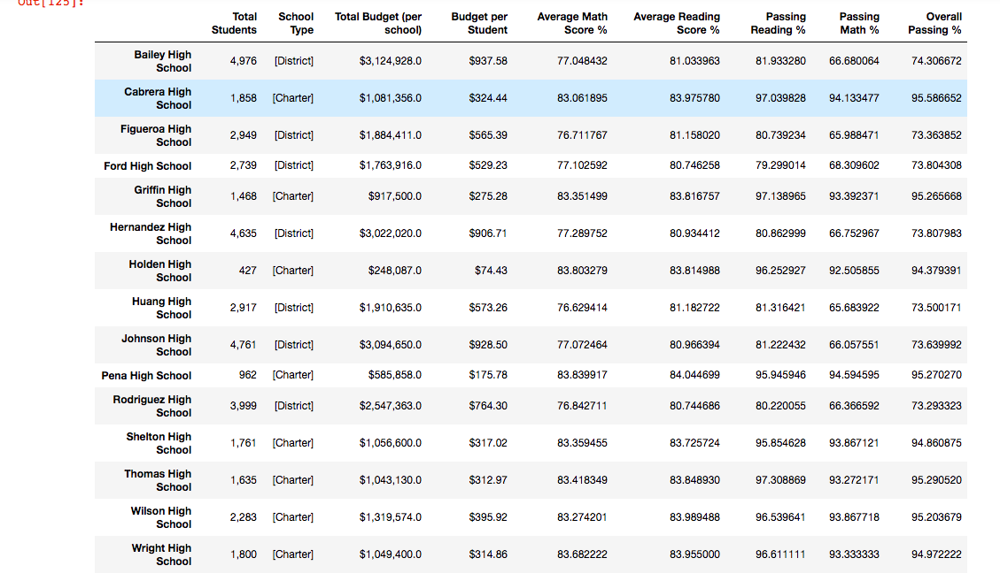 Out[125]:
Total Students School Type Total Budget (per school) Budget per Student Average Math Score % Average Reading Score % Passing Reading % Passing Math % Overall Passing %
Bailey High School 4,976 [District] $3,124,928.0 $937.58 77.048432 81.033963 81.933280 66.680064 74.306672
Cabrera High School 1,858 [Charter] $1,081,356.0 $324.44 83.061895 83.975780 97.039828 94.133477 95.586652
Figueroa High School 2,949 [District] $1,884,411.0 $565.39 76.711767 81.158020 80.739234 65.988471 73.363852
Ford High School 2,739 [District] $1,763,916.0 $529.23 77.102592 80.746258 79.299014 68.309602 73.804308
Griffin High School 1,468 [Charter] $917,500.0 $275.28 83.351499 83.816757 97.138965 93.392371 95.265668
Hernandez High School 4,635 [District] $3,022,020.0 $906.71 77.289752 80.934412 80.862999 66.752967 73.807983
Holden High School 427 [Charter] $248,087.0 $74.43 83.803279 83.814988 96.252927 92.505855 94.379391
Huang High School 2,917 [District] $1,910,635.0 $573.26 76.629414 81.182722 81.316421 65.683922 73.500171
Johnson High School 4,761 [District] $3,094,650.0 $928.50 77.072464 80.966394 81.222432 66.057551 73.639992
Pena High School 962 [Charter] $585,858.0 $175.78 83.839917 84.044699 95.945946 94.594595 95.270270
Rodriguez High School 3,999 [District] $2,547,363.0 $764.30 76.842711 80.744686 80.220055 66.366592 73.293323
Shelton High School 1,761 [Charter] $1,056,600.0 $317.02 83.359455 83.725724 95.854628 93.867121 94.860875
Thomas High School 1,635 [Charter] $1,043,130.0 $312.97 83.418349 83.848930 97.308869 93.272171 95.290520
Wilson High School 2,283 [Charter] $1,319,574.0 $395.92 83.274201 83.989488 96.539641 93.867718 95.203679
Wright High School 1,800 [Charter] $1,049,400.0 $314.86 83.682222 83.955000 96.611111 93.333333 94.972222